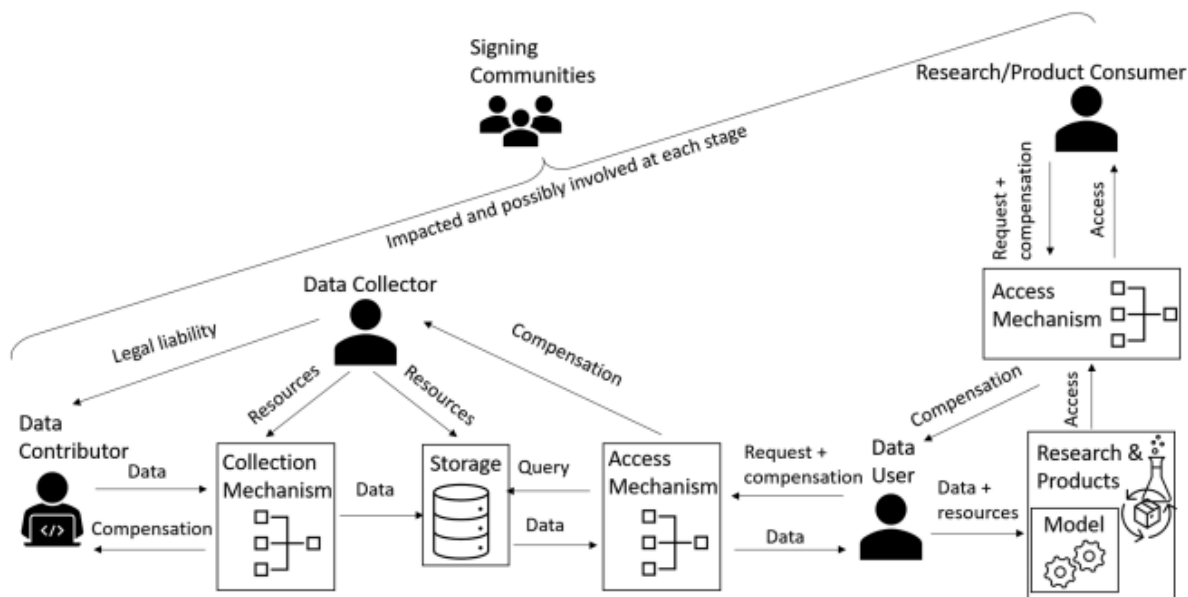 Signing
Communities
Research/Product Consumer
Impacted and possibly involved at each stage
Request +
compensation
Access
Data Collector
Access
Mechanism
Legal liability
Compensation
Resources
Resources
Compensation
Access
Data
Contributor
Data
Compensation
Collection
Mechanism
Data
Storage
Query
Data
Access
Mechanism
Request +
compensation
Data
Data
User
Data +
resources
Research &
Products
Model